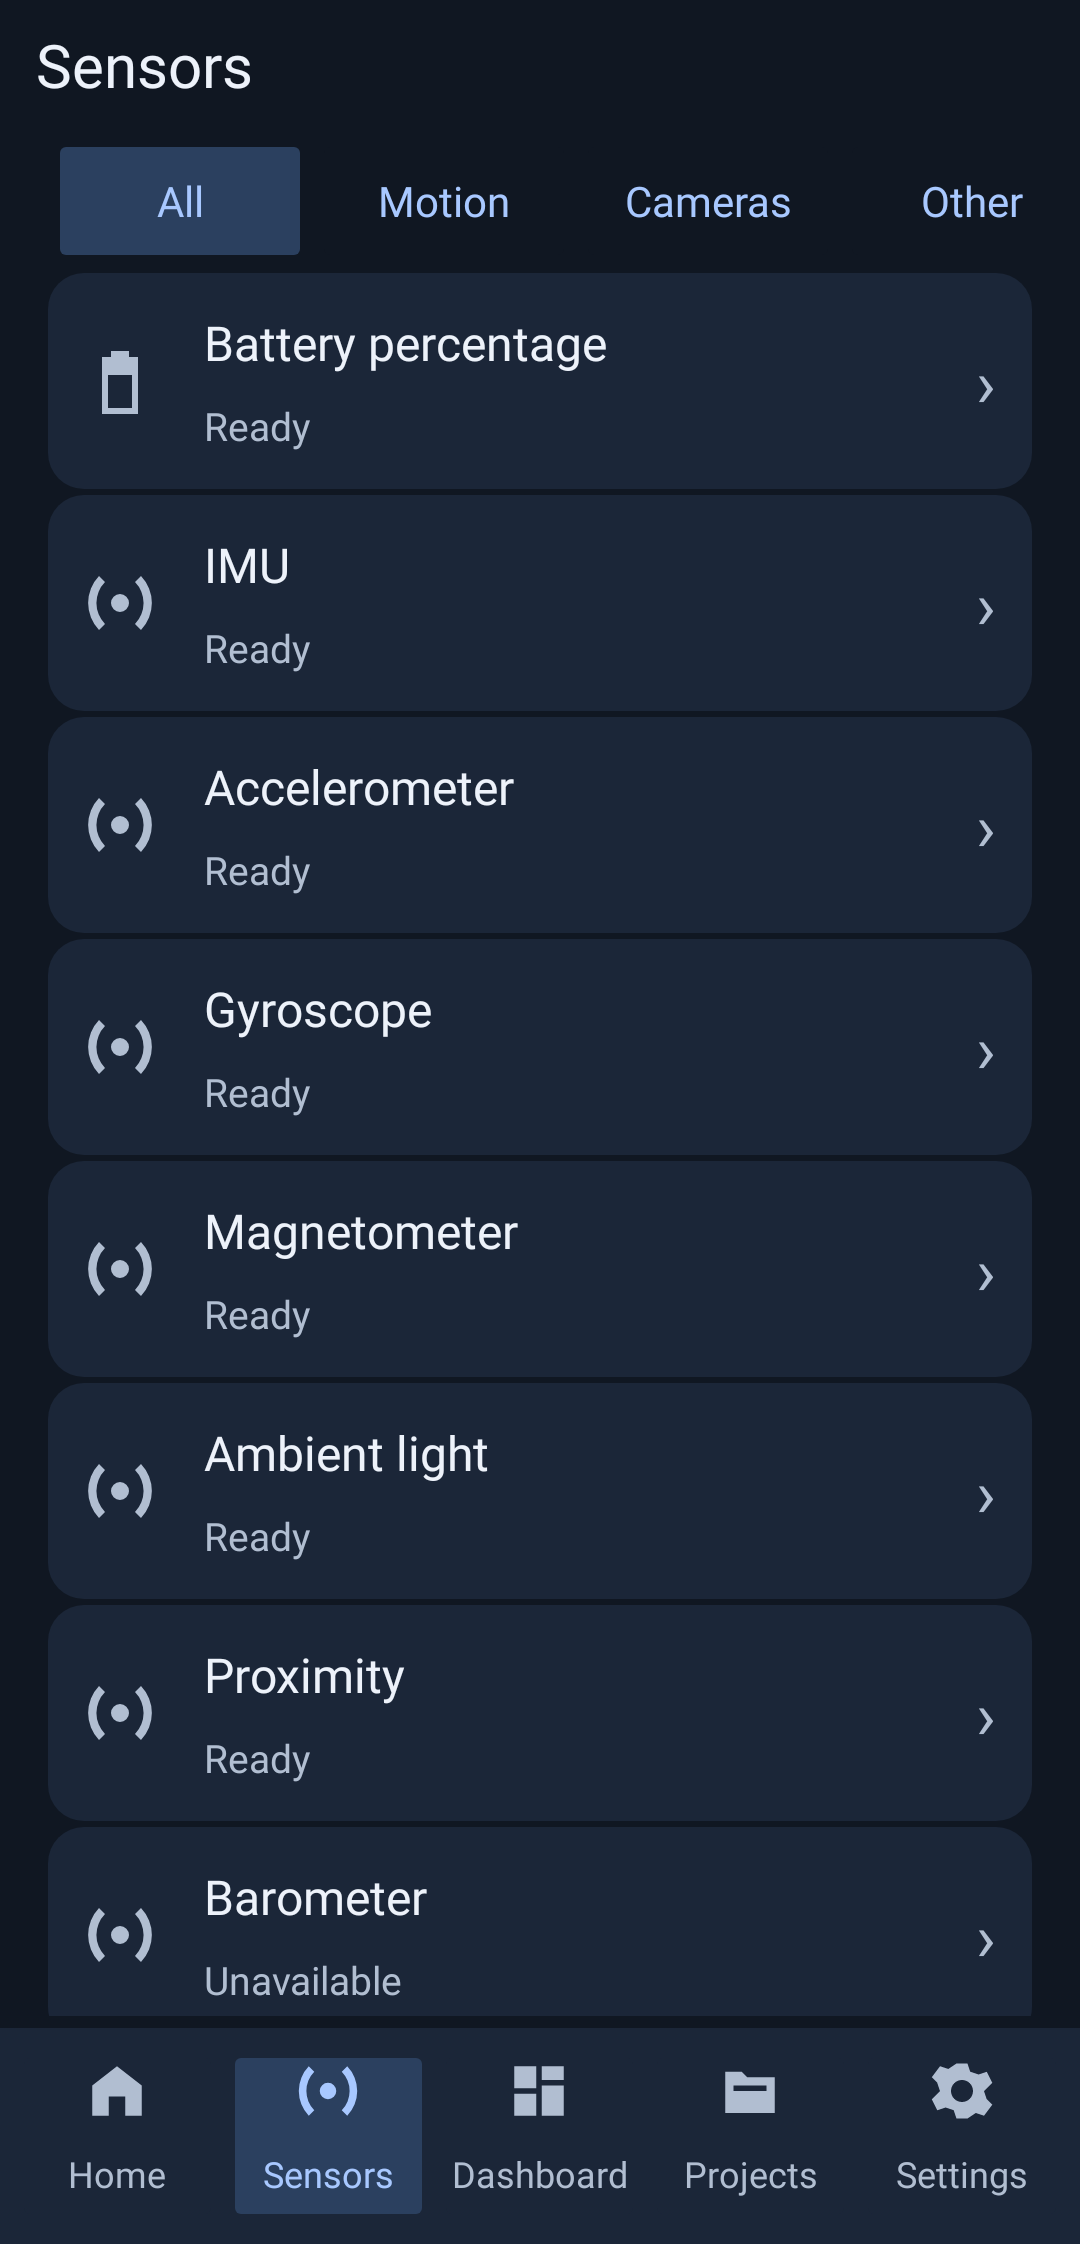 Sensors
All
Motion
Cameras
Other
Battery percentage
Ready
IMU
Ready
Accelerometer
Ready
Gyroscope
Ready
Magnetometer
Ready
Ambient light
Ready
Proximity
Ready
Barometer
Unavailable
Home
Sensors
Dashboard
Projects
Settings